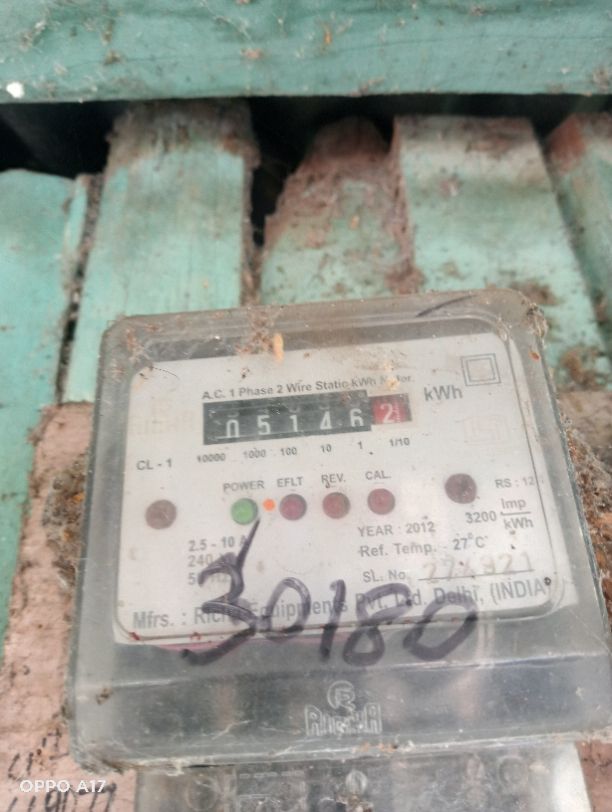 A.C. 1 Phase 2 Wire Static kWh Meter.
05146 2 kWh
10000 1000 100 10 1 1/10
CL - 1
POWER EFLT REV. CAL.
RS : 12
3200 Imp/kWh
2.5 - 10 A
YEAR : 2012
240
Ref. Temp. - 27°C
50 Hz
SL. No.
Mfrs. : Equipments Pvt. Ltd. Delhi, (INDIA)
30180
OPPO A17